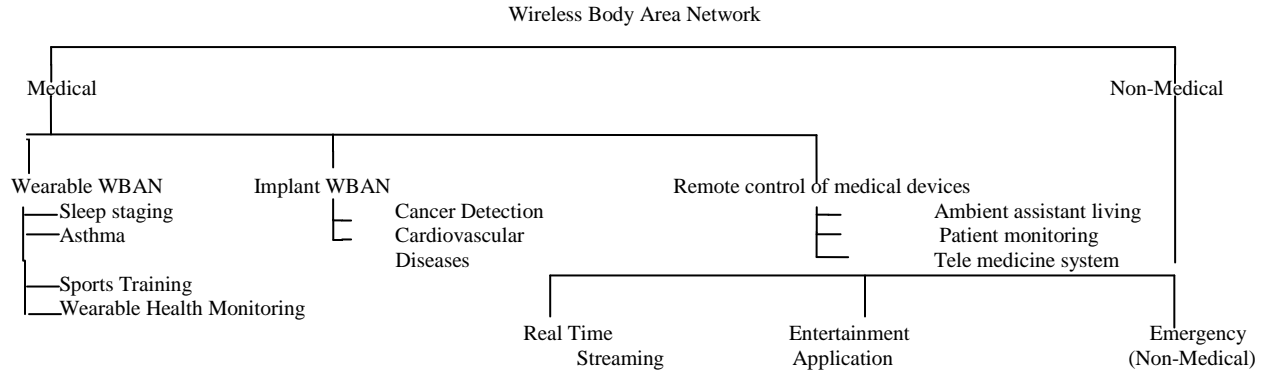 Wireless Body Area Network
Medical
Non-Medical
Wearable WBAN
Sleep staging
Asthma
Sports Training
Wearable Health Monitoring
Implant WBAN
Cancer Detection
Cardiovascular
Diseases
Remote control of medical devices
Ambient assistant living
Patient monitoring
Tele medicine system
Real Time
Streaming
Entertainment
Application
Emergency
(Non-Medical)